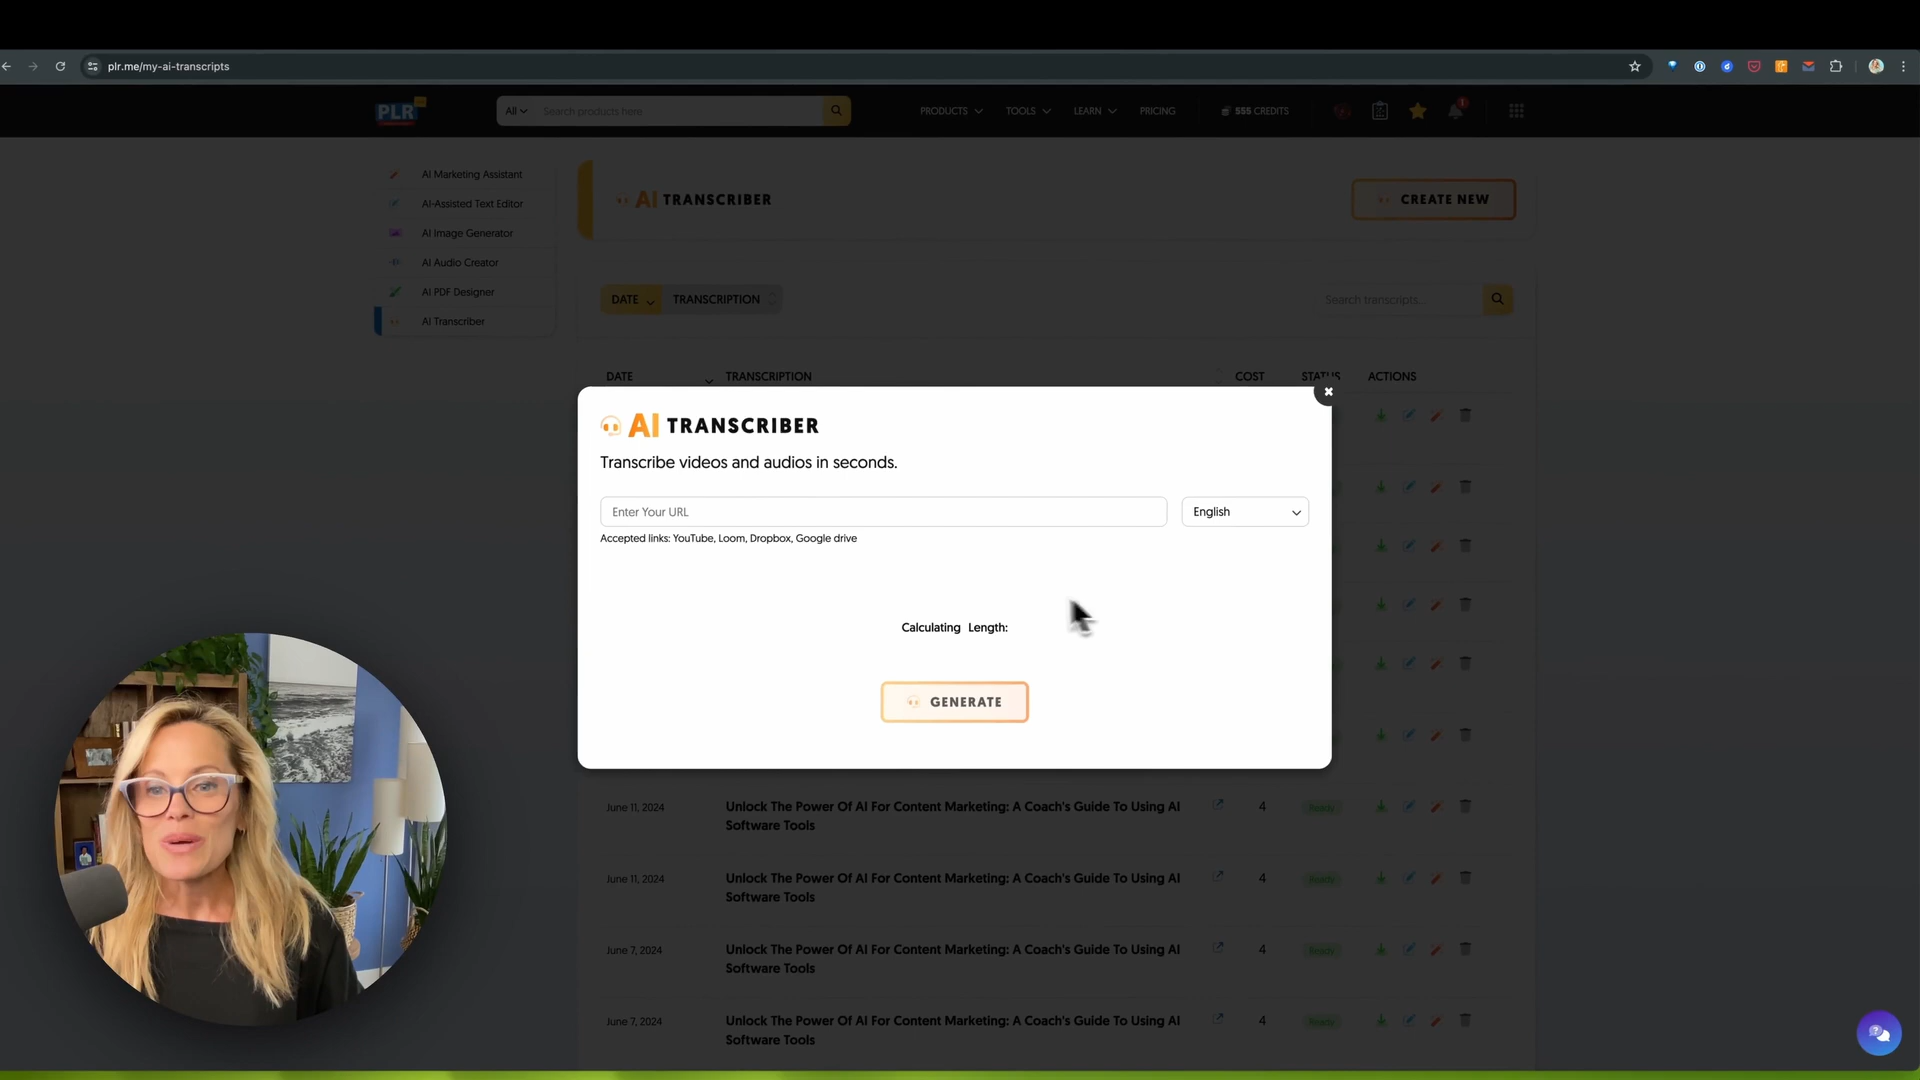 plr.me/my-ai-transcripts
PLR
All
Search products here
PRODUCTS
TOOLS
LEARN
PRICING
555 CREDITS
1
AI Marketing Assistant
AI-Assisted Text Editor
AI Image Generator
AI Audio Creator
AI PDF Designer
AI Transcriber
AI TRANSCRIBER
CREATE NEW
DATE
TRANSCRIPTION
Search transcripts...
DATE
TRANSCRIPTION
COST
STATUS
ACTIONS
AI TRANSCRIBER
Transcribe videos and audios in seconds.
Enter Your URL
English
Accepted links: YouTube, Loom, Dropbox, Google drive
Calculating Length:
GENERATE
June 11, 2024
Unlock The Power Of AI For Content Marketing: A Coach's Guide To Using AI
Software Tools
4
Ready
June 11, 2024
Unlock The Power Of AI For Content Marketing: A Coach's Guide To Using AI
Software Tools
4
Ready
June 7, 2024
Unlock The Power Of AI For Content Marketing: A Coach's Guide To Using AI
Software Tools
4
Ready
June 7, 2024
Unlock The Power Of AI For Content Marketing: A Coach's Guide To Using AI
Software Tools
4
Ready